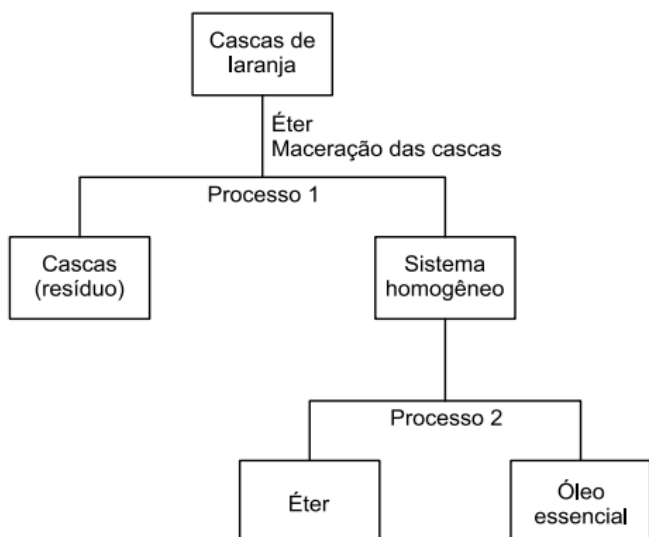 Cascas de
laranja
Éter
Maceração das cascas
Processo 1
Cascas
(resíduo)
Sistema
homogêneo
Processo 2
Éter
Óleo
essencial